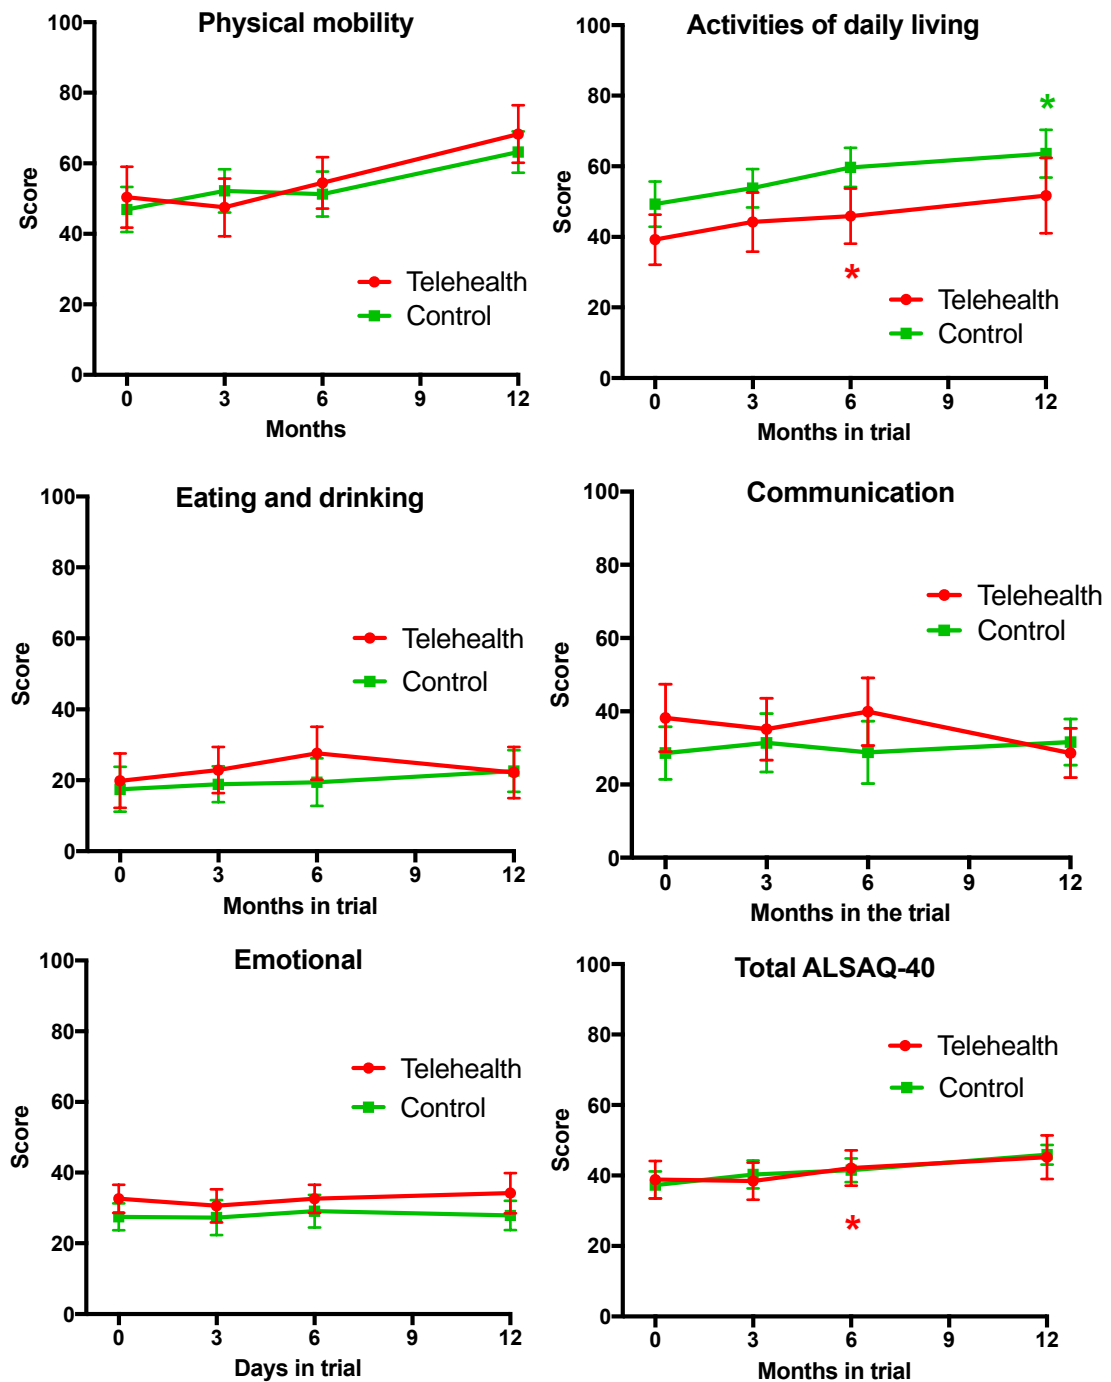 Physical mobility
100
80
60
40
20
0
Score
Telehealth
Control
0 3 6 9 12
Months
Activities of daily living
100
80
60
40
20
0
Score
*
*
Telehealth
Control
0 3 6 9 12
Months in trial
Eating and drinking
100
80
60
40
20
0
Score
Telehealth
Control
0 3 6 9 12
Months in trial
Communication
100
80
60
40
20
0
Score
Telehealth
Control
0 3 6 9 12
Months in the trial
Emotional
100
80
60
40
20
0
Score
Telehealth
Control
0 3 6 9 12
Days in trial
Total ALSAQ-40
100
80
60
40
20
0
Score
Telehealth
Control
*
0 3 6 9 12
Months in trial